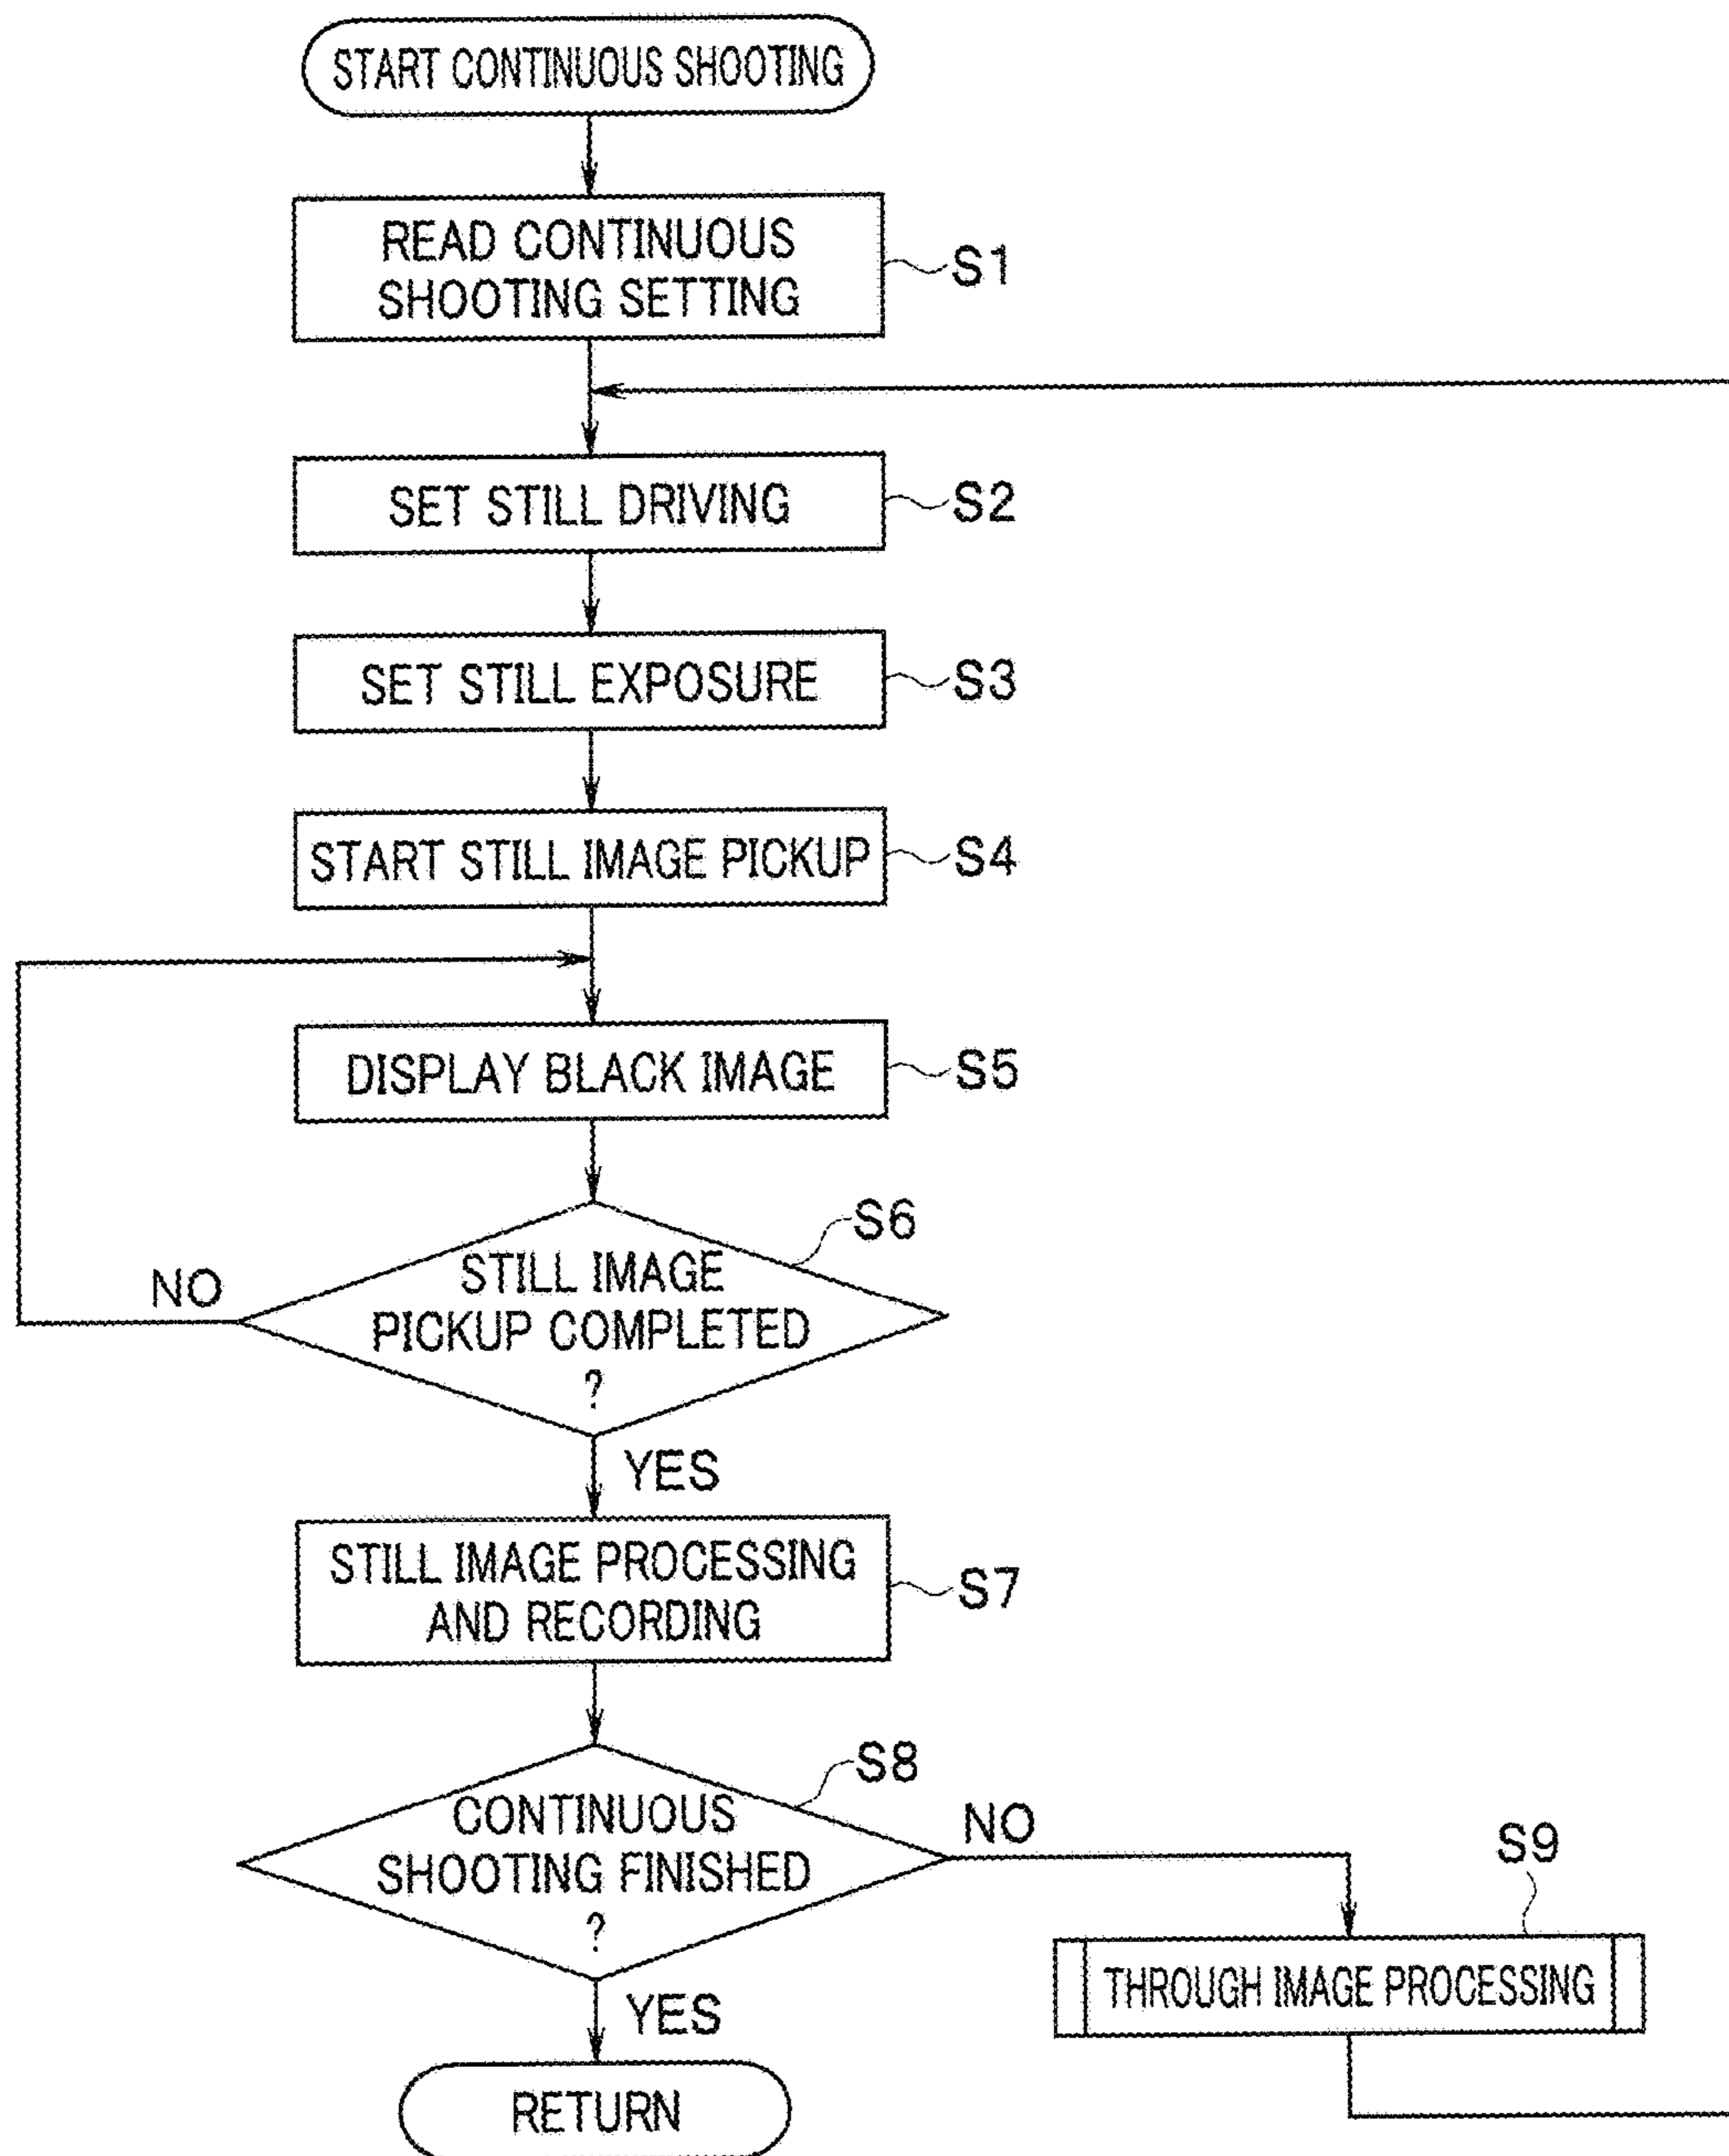 START CONTINUOUS SHOOTING
READ CONTINUOUS
SHOOTING SETTING
S1
SET STILL DRIVING
S2
SET STILL EXPOSURE
S3
START STILL IMAGE PICKUP
S4
DISPLAY BLACK IMAGE
S5
S6
STILL IMAGE
PICKUP COMPLETED
?
NO
YES
STILL IMAGE PROCESSING
AND RECORDING
S7
S8
CONTINUOUS
SHOOTING FINISHED
?
NO
S9
THROUGH IMAGE PROCESSING
YES
RETURN